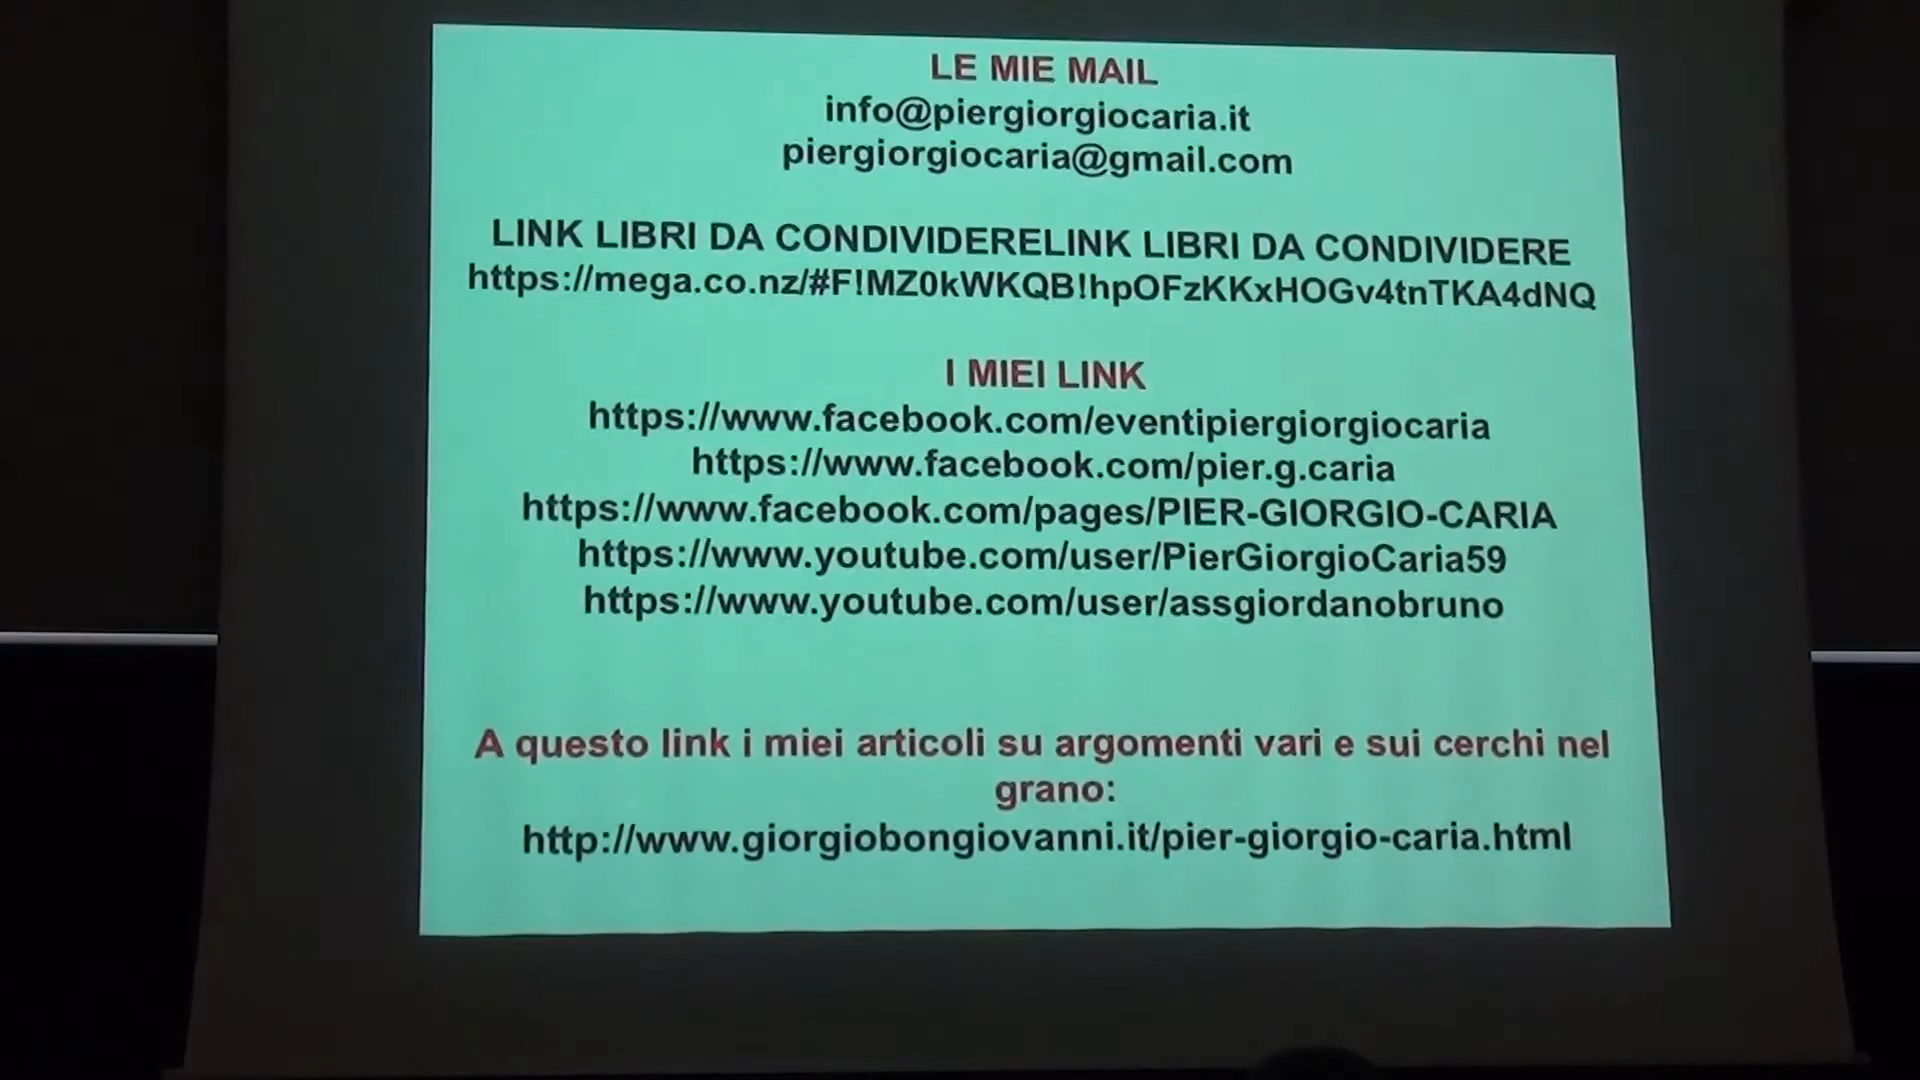 LE MIE MAIL
info@piergiorgiocaria.it
piergiorgiocaria@gmail.com
LINK LIBRI DA CONDIVIDERELINK LIBRI DA CONDIVIDERE
https://mega.co.nz/#F!MZ0kWKQB!hpOFzKKxHOGv4tnTKA4dNQ
I MIEI LINK
https://www.facebook.com/eventipiergiorgiocaria
https://www.facebook.com/pier.g.caria
https://www.facebook.com/pages/PIER-GIORGIO-CARIA
https://www.youtube.com/user/PierGiorgioCaria59
https://www.youtube.com/user/assgiordanobruno
A questo link i miei articoli su argomenti vari e sui cerchi nel
grano:
http://www.giorgiobongiovanni.it/pier-giorgio-caria.html